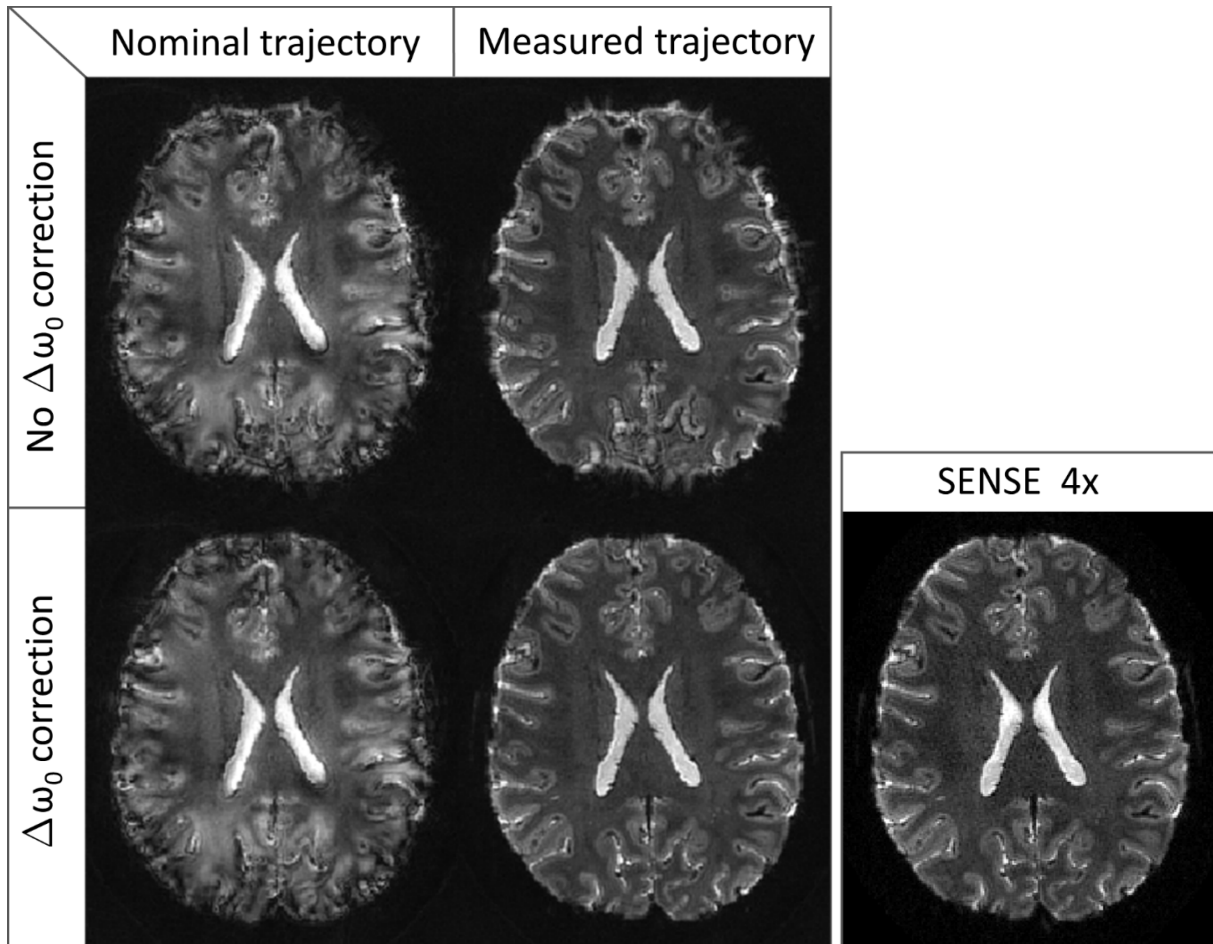 Nominal trajectory
Measured trajectory
No Δω₀ correction
Δω₀ correction
SENSE 4x